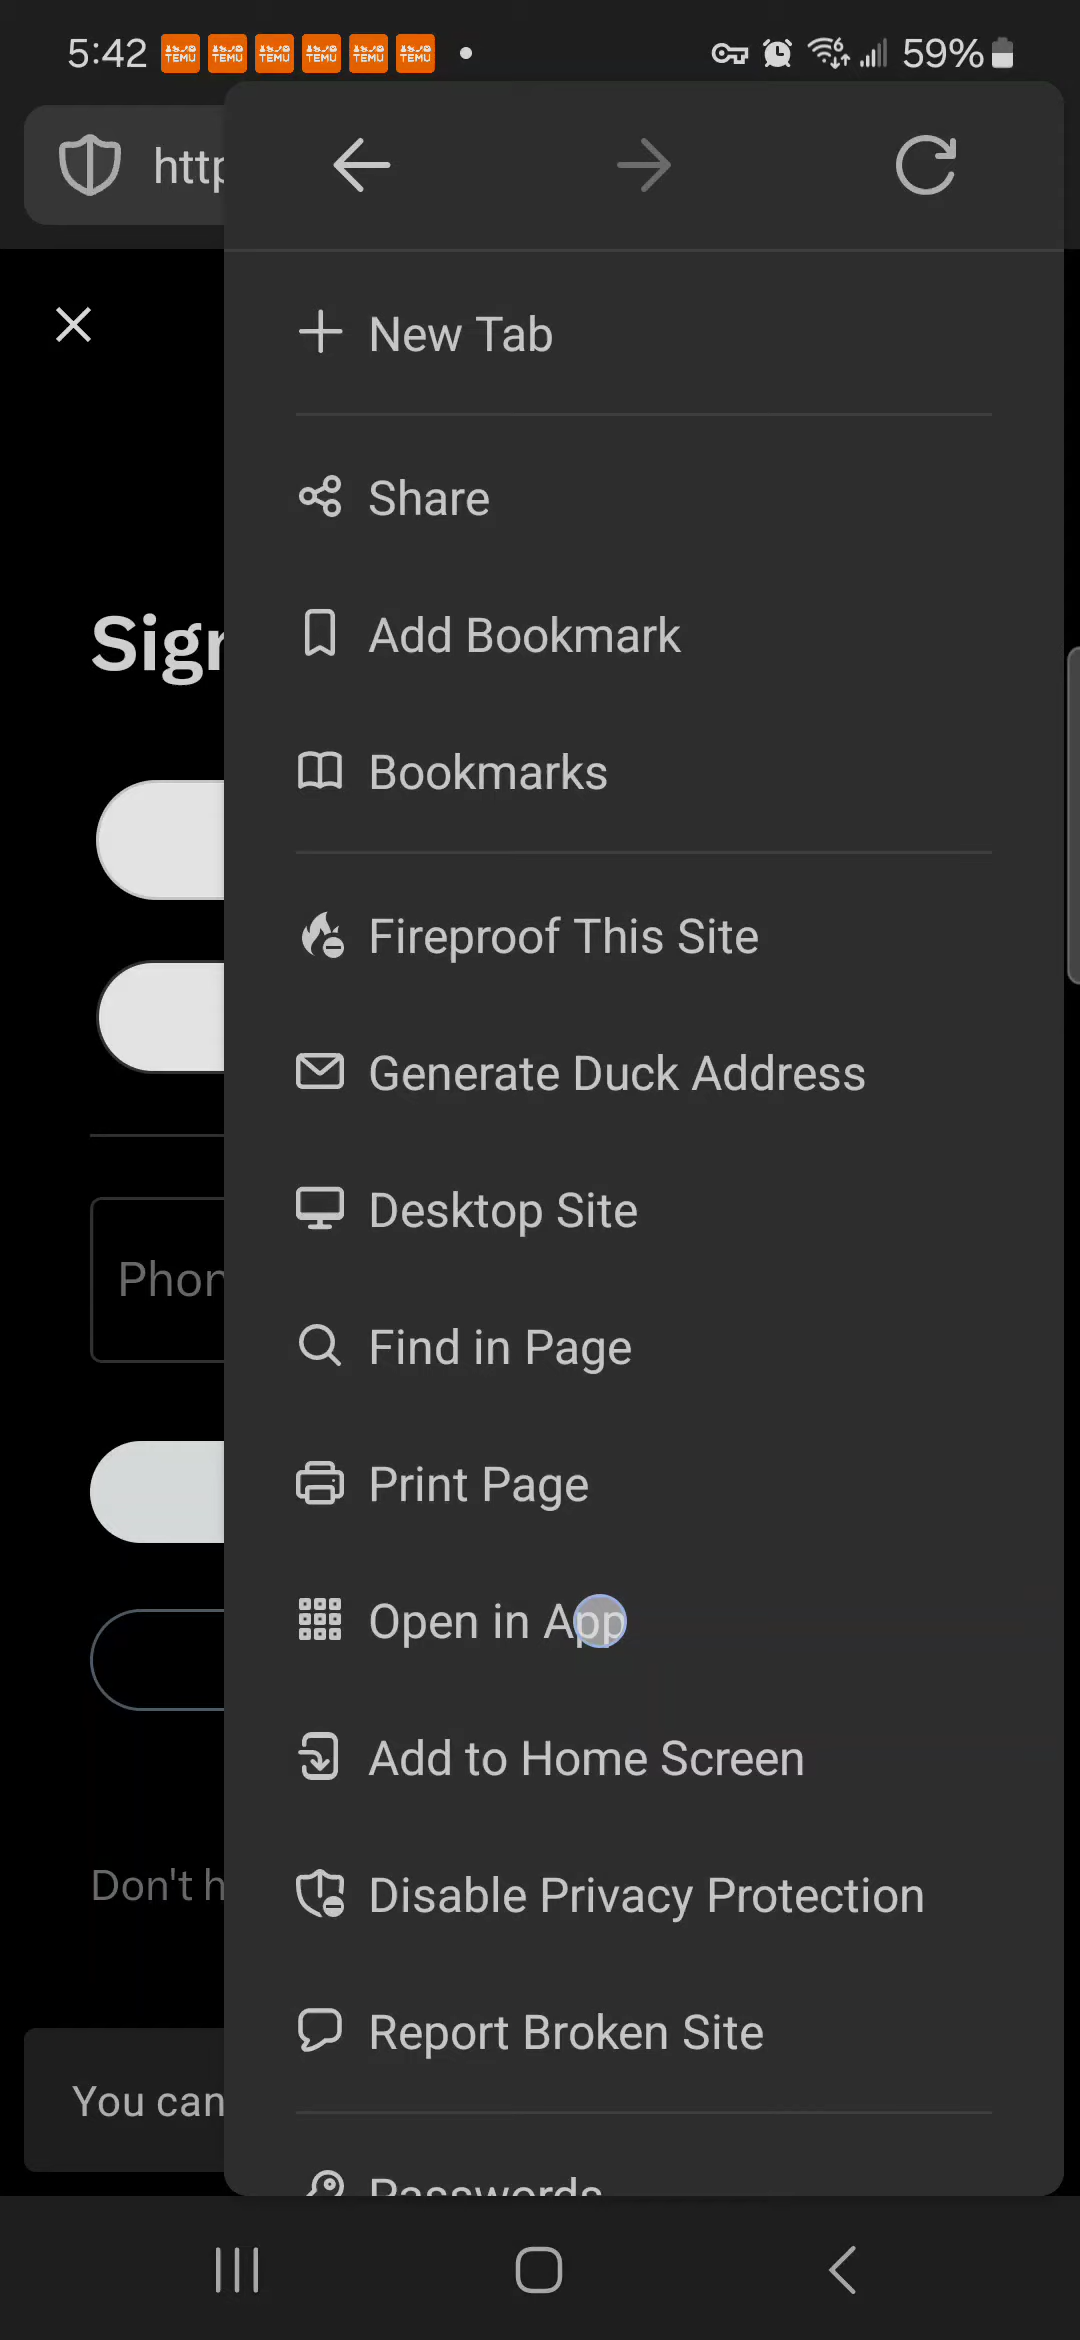 5:42 TEMU TEMU TEMU TEMU TEMU TEMU 6 59%
http
New Tab
Share
Sign
Add Bookmark
Bookmarks
Fireproof This Site
Generate Duck Address
Desktop Site
Phon
Find in Page
Print Page
Open in App
Add to Home Screen
Don't h
Disable Privacy Protection
Report Broken Site
You can
Passwords